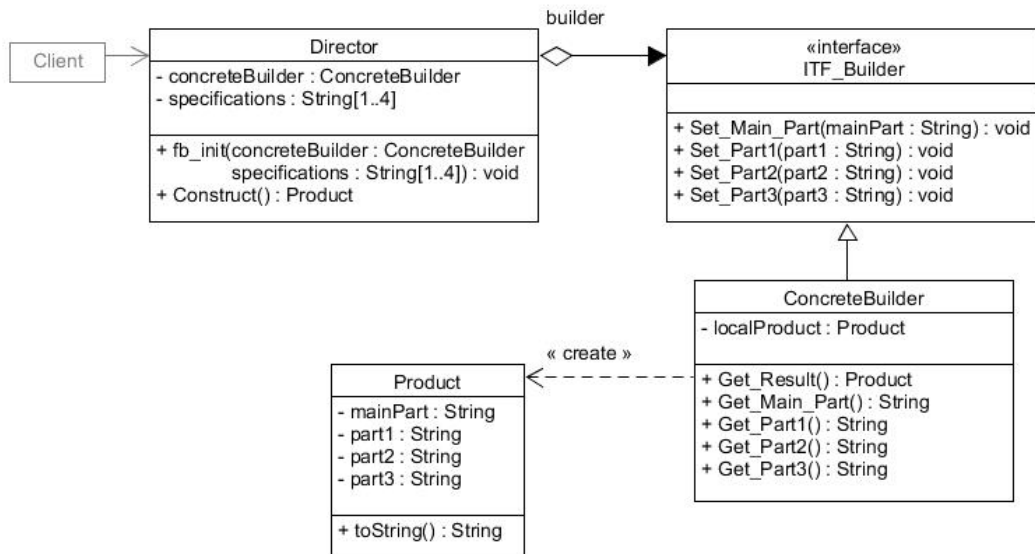 builder
Client
Director
- concreteBuilder : ConcreteBuilder
- specifications : String[1..4]
+ fb_init(concreteBuilder : ConcreteBuilder
specifications : String[1..4]) : void
+ Construct() : Product
«interface»
ITF_Builder
+ Set_Main_Part(mainPart : String) : void
+ Set_Part1(part1 : String) : void
+ Set_Part2(part2 : String) : void
+ Set_Part3(part3 : String) : void
ConcreteBuilder
- localProduct : Product
+ Get_Result() : Product
+ Get_Main_Part() : String
+ Get_Part1() : String
+ Get_Part2() : String
+ Get_Part3() : String
« create »
Product
- mainPart : String
- part1 : String
- part2 : String
- part3 : String
+ toString() : String